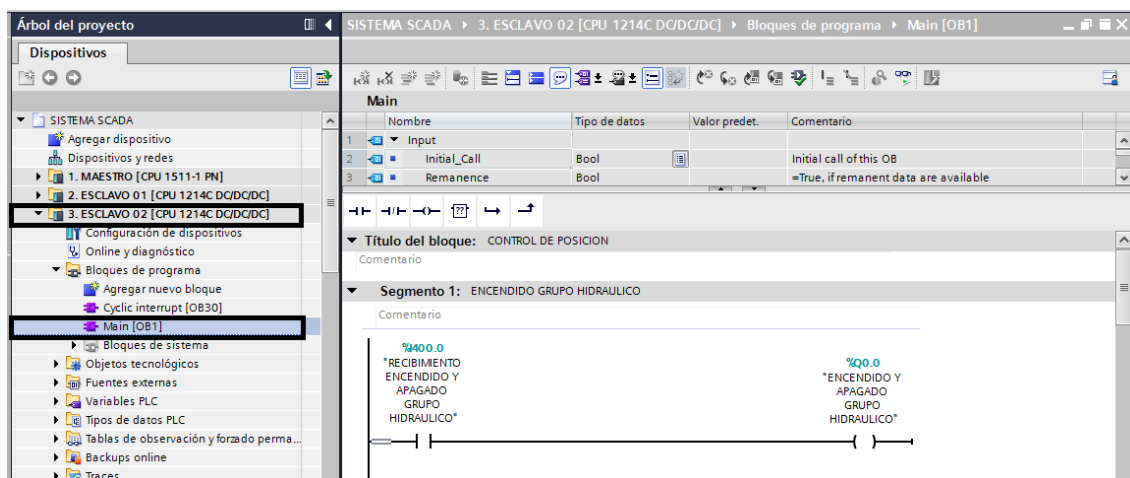 Árbol del proyecto
Dispositivos
SISTEMA SCADA
Agregar dispositivo
Dispositivos y redes
1. MAESTRO [CPU 1511-1 PN]
2. ESCLAVO 01 [CPU 1214C DC/DC/DC]
3. ESCLAVO 02 [CPU 1214C DC/DC/DC]
Configuración de dispositivos
Online y diagnóstico
Bloques de programa
Agregar nuevo bloque
Cyclic interrupt [OB30]
Main [OB1]
Bloques de sistema
Objetos tecnológicos
Fuentes externas
Variables PLC
Tipos de datos PLC
Tablas de observación y forzado perma...
Backups online
Traces
SISTEMA SCADA 3. ESCLAVO 02 [CPU 1214C DC/DC/DC] Bloques de programa Main [OB1]
Main
Nombre Tipo de datos Valor predet. Comentario
1 Input
2 Initial_Call Bool Initial call of this OB
3 Remanence Bool =True, if remanent data are available
??
Título del bloque: CONTROL DE POSICION
Comentario
Segmento 1: ENCENDIDO GRUPO HIDRAULICO
Comentario
%I400.0
"RECIBIMIENTO
ENCENDIDO Y
APAGADO
GRUPO
HIDRAULICO"
%Q0.0
"ENCENDIDO Y
APAGADO
GRUPO
HIDRAULICO"